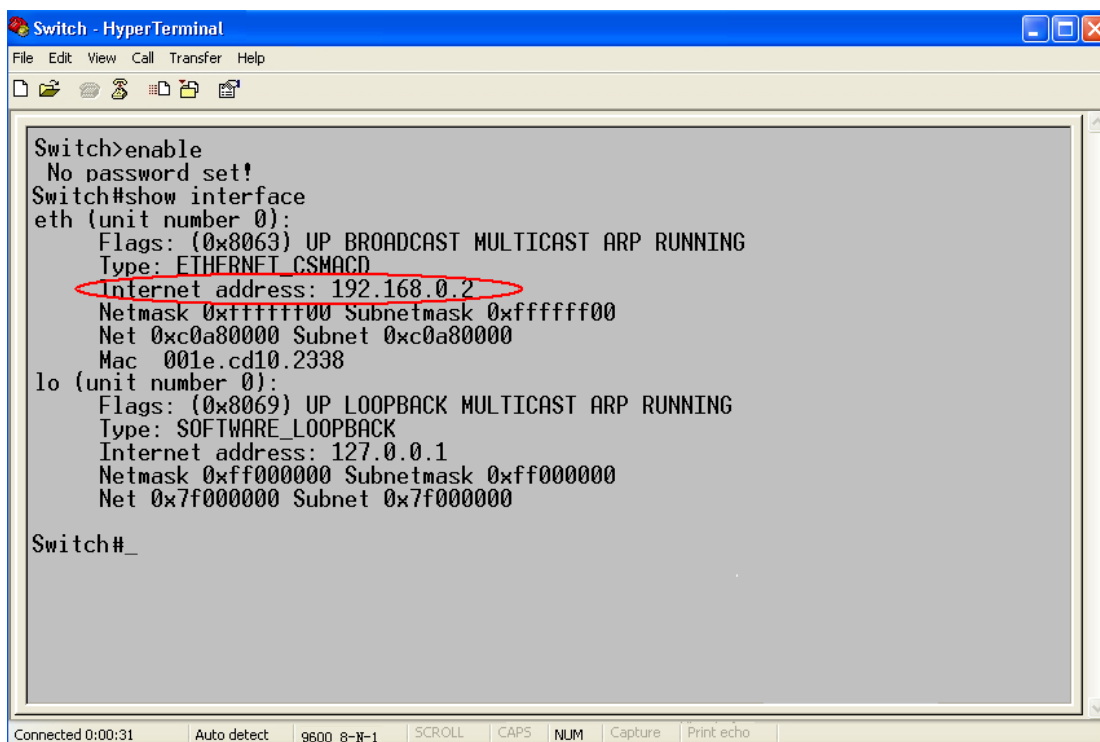 Switch - HyperTerminal
File Edit View Call Transfer Help
Switch>enable
No password set!
Switch#show interface
eth (unit number 0):
Flags: (0x8063) UP BROADCAST MULTICAST ARP RUNNING
Type: ETHERNET_CSMACD
Internet address: 192.168.0.2
Netmask 0xffffff00 Subnetmask 0xffffff00
Net 0xc0a80000 Subnet 0xc0a80000
Mac 001e.cd10.2338
lo (unit number 0):
Flags: (0x8069) UP LOOPBACK MULTICAST ARP RUNNING
Type: SOFTWARE_LOOPBACK
Internet address: 127.0.0.1
Netmask 0xff000000 Subnetmask 0xff000000
Net 0x7f000000 Subnet 0x7f000000
Switch#_
Connected 0:00:31 Auto detect 9600 8-N-1 SCROLL CAPS NUM Capture Print echo